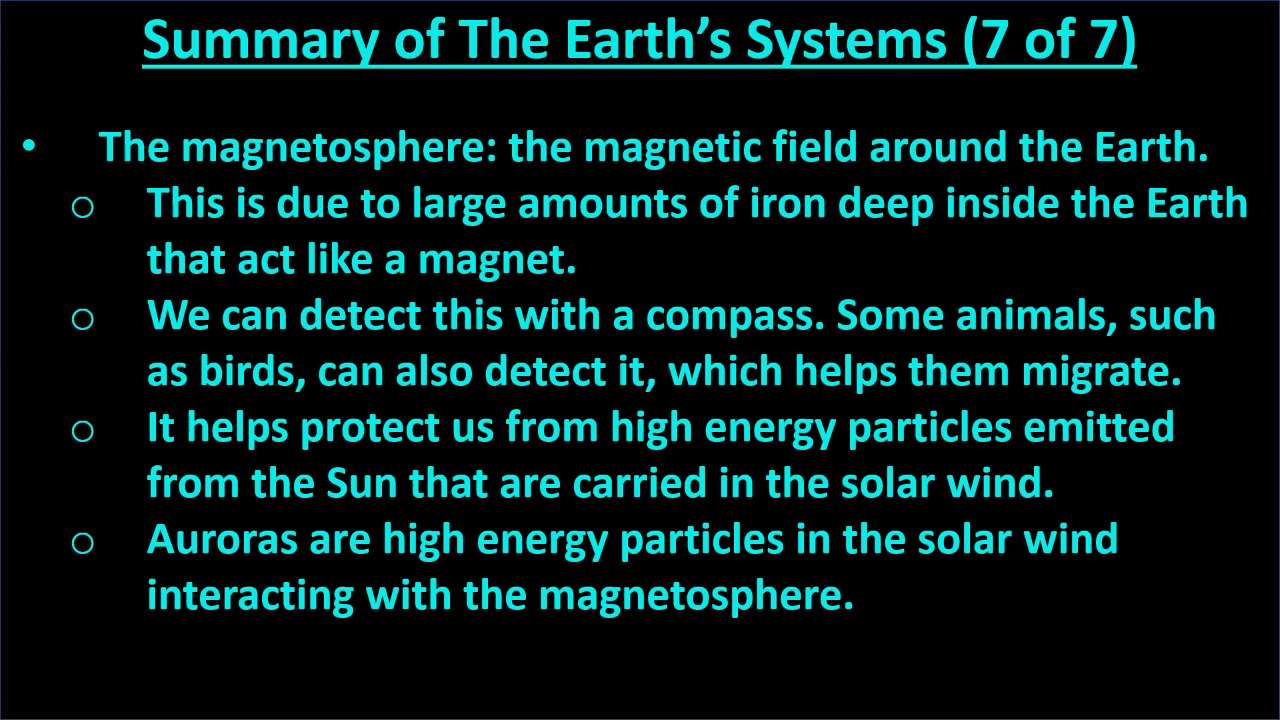 Summary of The Earth’s Systems (7 of 7)
• The magnetosphere: the magnetic field around the Earth.
o This is due to large amounts of iron deep inside the Earth
that act like a magnet.
o We can detect this with a compass. Some animals, such
as birds, can also detect it, which helps them migrate.
o It helps protect us from high energy particles emitted
from the Sun that are carried in the solar wind.
o Auroras are high energy particles in the solar wind
interacting with the magnetosphere.